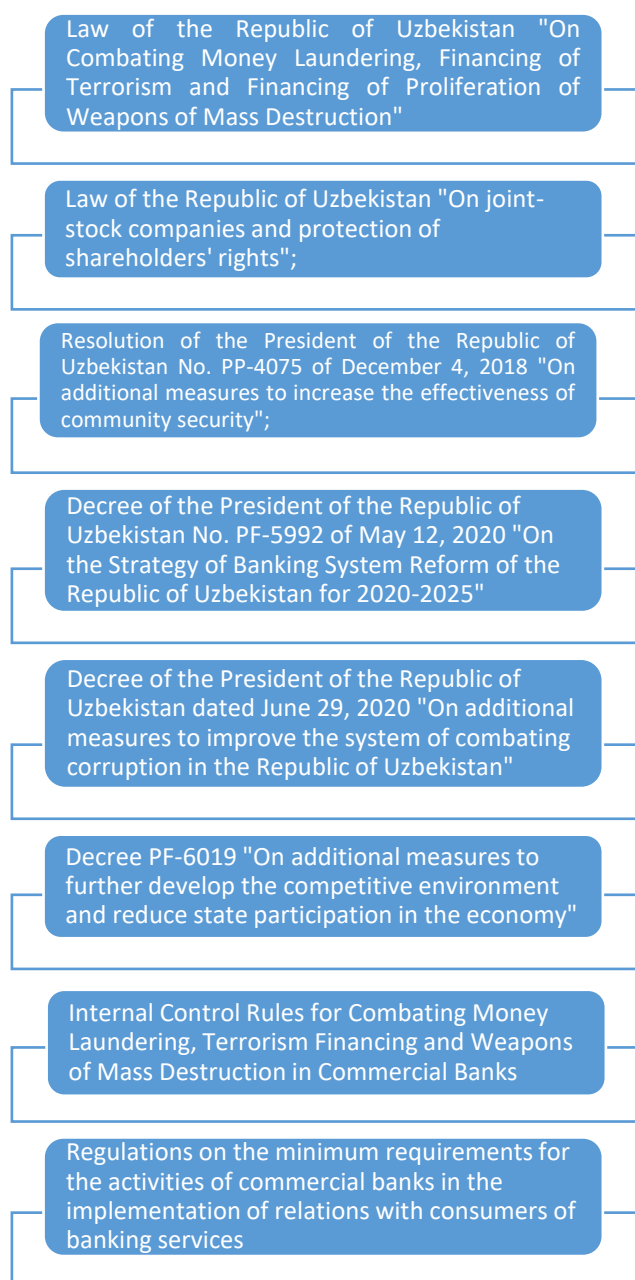 Law of the Republic of Uzbekistan "On
Combating Money Laundering, Financing of
Terrorism and Financing of Proliferation of
Weapons of Mass Destruction"
Law of the Republic of Uzbekistan "On joint-
stock companies and protection of
shareholders' rights";
Resolution of the President of the Republic of
Uzbekistan No. PP-4075 of December 4, 2018 "On
additional measures to increase the effectiveness of
community security";
Decree of the President of the Republic of
Uzbekistan No. PF-5992 of May 12, 2020 "On
the Strategy of Banking System Reform of the
Republic of Uzbekistan for 2020-2025"
Decree of the President of the Republic of
Uzbekistan dated June 29, 2020 "On additional
measures to improve the system of combating
corruption in the Republic of Uzbekistan"
Decree PF-6019 "On additional measures to
further develop the competitive environment
and reduce state participation in the economy"
Internal Control Rules for Combating Money
Laundering, Terrorism Financing and Weapons
of Mass Destruction in Commercial Banks
Regulations on the minimum requirements for
the activities of commercial banks in the
implementation of relations with consumers of
banking services